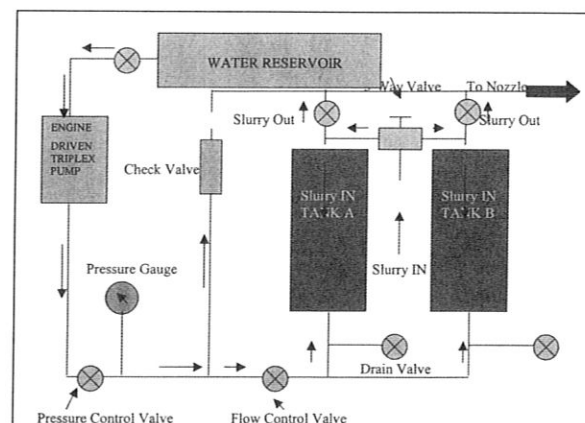 WATER RESERVOIR
Way Valve
To Nozzle
Slurry Out
Slurry Out
ENGINE
DRIVEN
TRIPLEX
PUMP
Check Valve
Slurry IN
TANK A
Slurry IN
TANK B
Pressure Gauge
Slurry IN
Drain Valve
Pressure Control Valve
Flow Control Valve